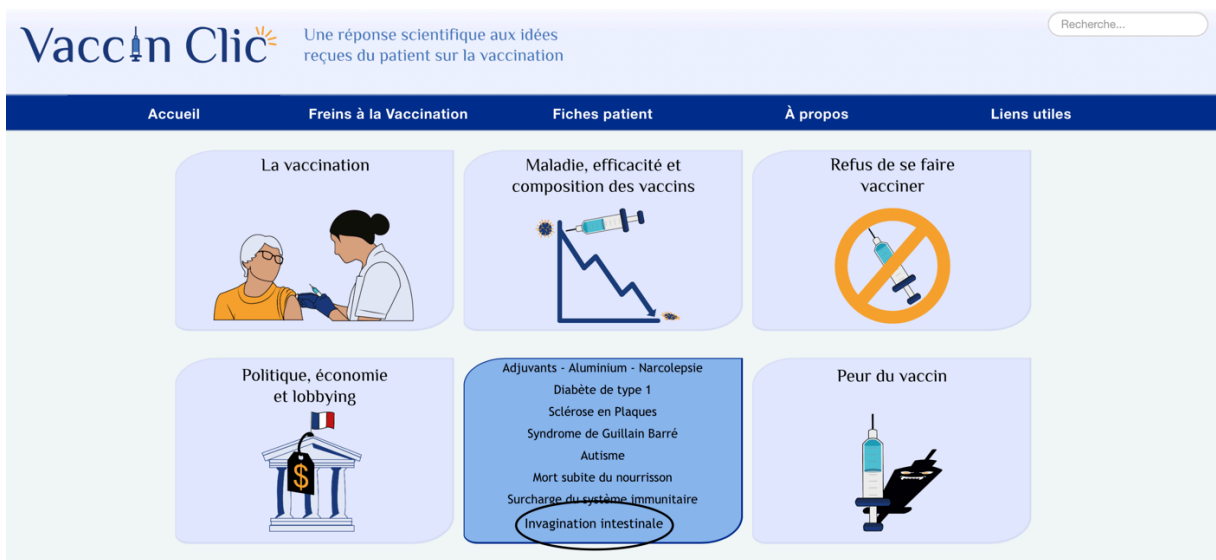 Vaccin Clic
Une réponse scientifique aux idées
reçues du patient sur la vaccination
Recherche...
Accueil
Freins à la Vaccination
Fiches patient
À propos
Liens utiles
La vaccination
Maladie, efficacité et
composition des vaccins
Refus de se faire
vacciner
Politique, économie
et lobbying
$
Adjuvants - Aluminium - Narcolepsie
Diabète de type 1
Sclérose en Plaques
Syndrome de Guillain Barré
Autisme
Mort subite du nourrisson
Surcharge du système immunitaire
Invagination intestinale
Peur du vaccin